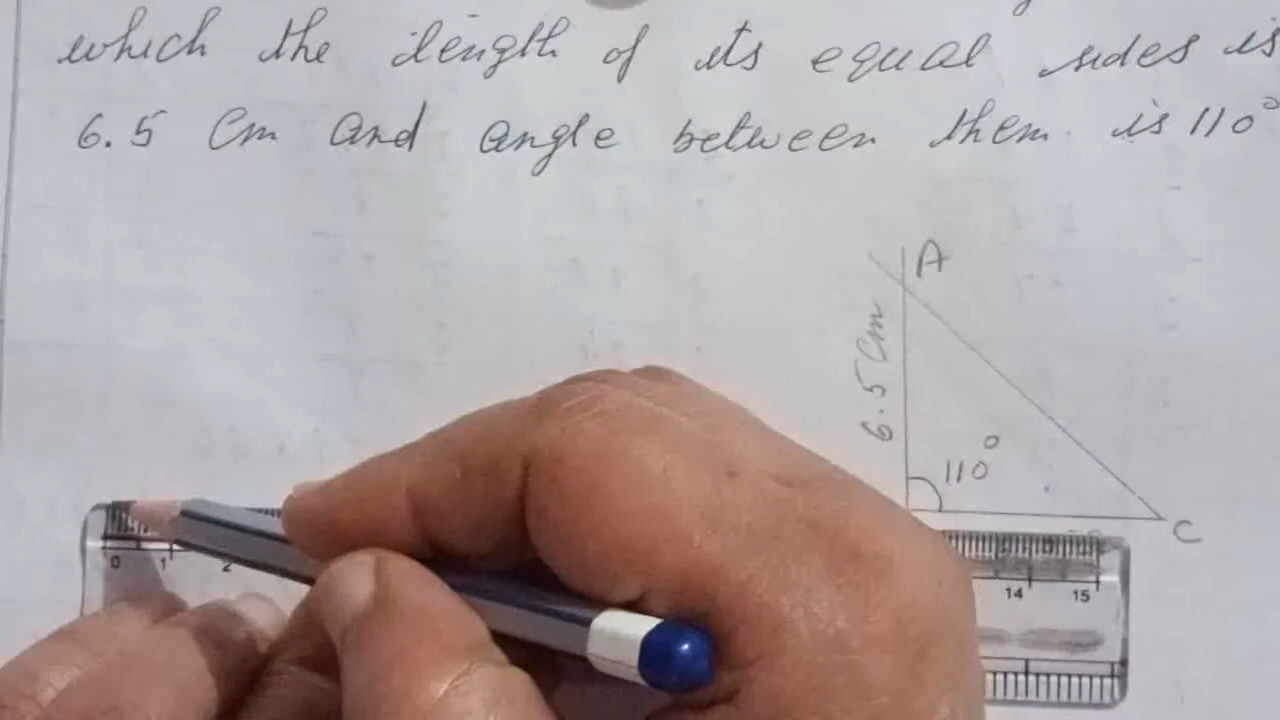 which the length of its equal sides is
6.5 Cm and angle between them is 110°
A
6.5 Cm
110°
C
0 1 2 14 15